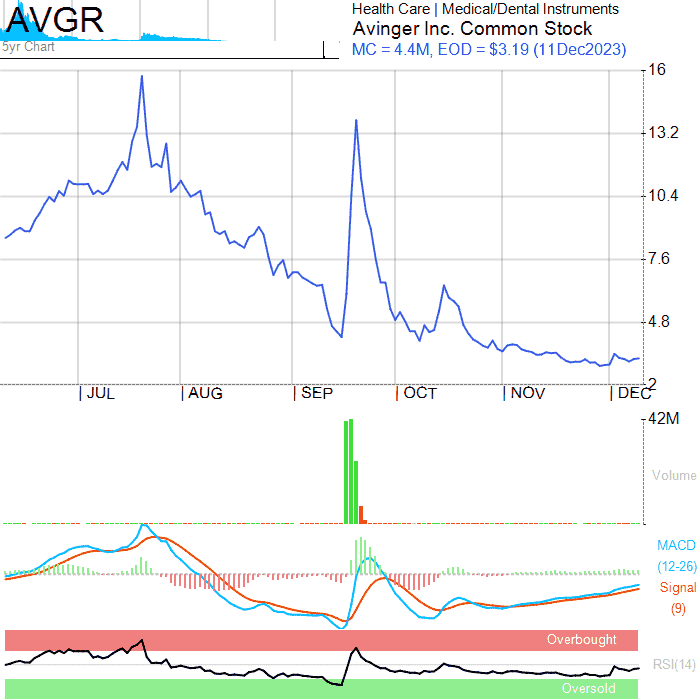 AVGR
5yr Chart
Health Care | Medical/Dental Instruments
Avinger Inc. Common Stock
MC = 4.4M, EOD = $3.19 (11Dec2023)
16
13.2
10.4
7.6
4.8
2
JUL AUG SEP OCT NOV DEC
42M
Volume
MACD
(12-26)
Signal
(9)
Overbought
RSI(14)
Oversold